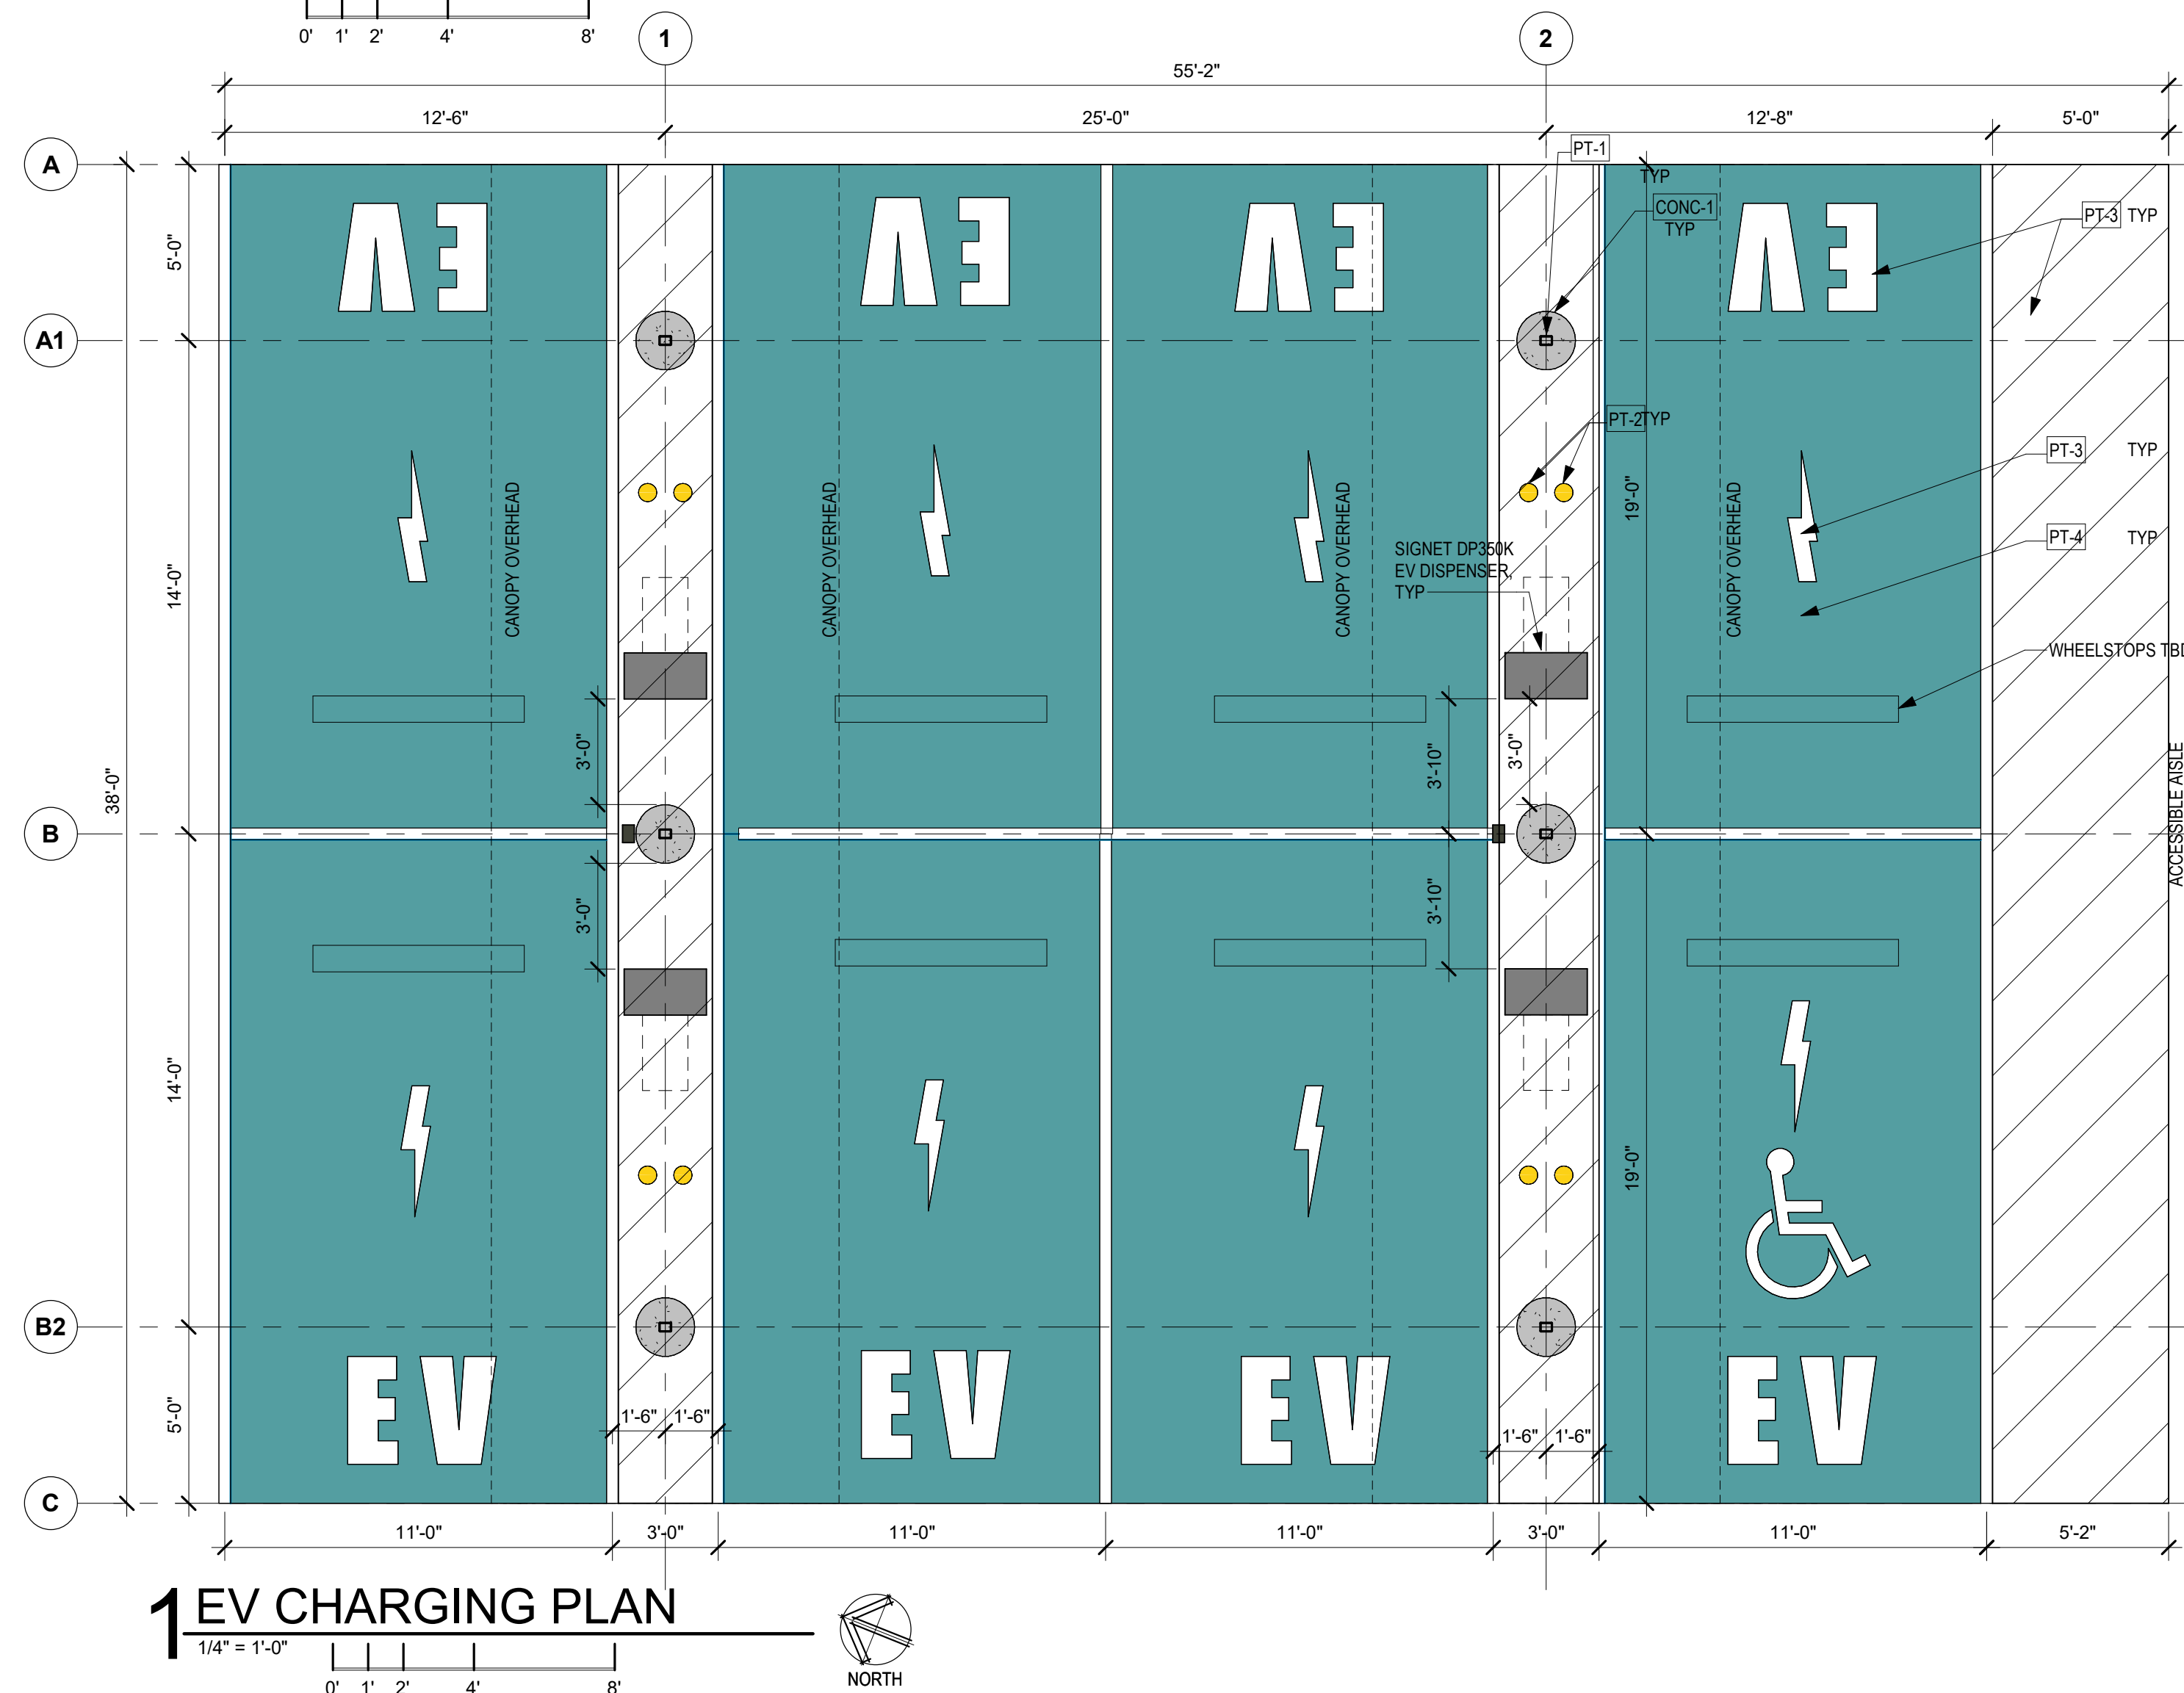 0' 1' 2' 4' 8'
1 2
55'-2"
12'-6" 25'-0" 12'-8" 5'-0"
A
PT-1
TYP
CONC-1
TYP
PT-3 TYP
EV EV EV EV
5'-0"
A1
PT-2 TYP
PT-3 TYP
19'-0"
CANOPY OVERHEAD
CANOPY OVERHEAD
CANOPY OVERHEAD
CANOPY OVERHEAD
SIGNET DP350K
EV DISPENSER,
TYP
PT-4 TYP
14'-0"
WHEELSTOPS TBD
3'-0" 3'-10" 3'-0"
38'-0"
ACCESSIBLE AISLE
B
3'-0" 3'-10"
14'-0"
19'-0"
B2
EV EV EV EV
5'-0"
1'-6" 1'-6" 1'-6" 1'-6"
C
11'-0" 3'-0" 11'-0" 11'-0" 3'-0" 11'-0" 5'-2"
1 EV CHARGING PLAN
1/4" = 1'-0"
NORTH
0' 1' 2' 4' 8'